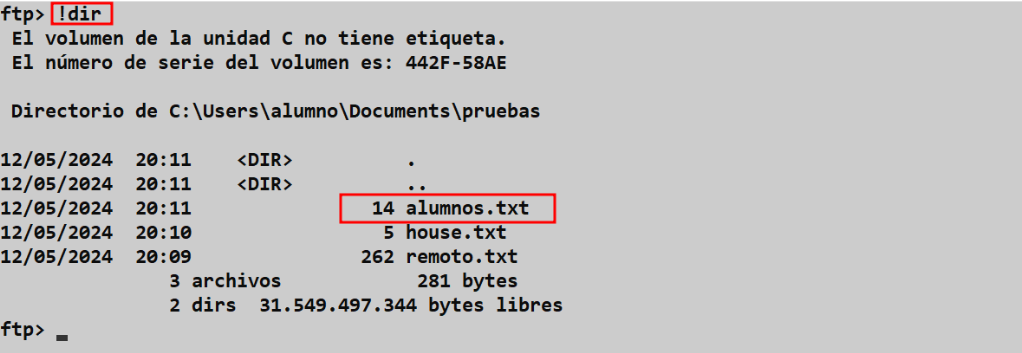 ftp> !dir
El volumen de la unidad C no tiene etiqueta.
El número de serie del volumen es: 442F-58AE
Directorio de C:\Users\alumno\Documents\pruebas
12/05/2024  20:11    <DIR>          .
12/05/2024  20:11    <DIR>          ..
12/05/2024  20:11                14 alumnos.txt
12/05/2024  20:10                 5 house.txt
12/05/2024  20:09               262 remoto.txt
3 archivos            281 bytes
2 dirs  31.549.497.344 bytes libres
ftp> _